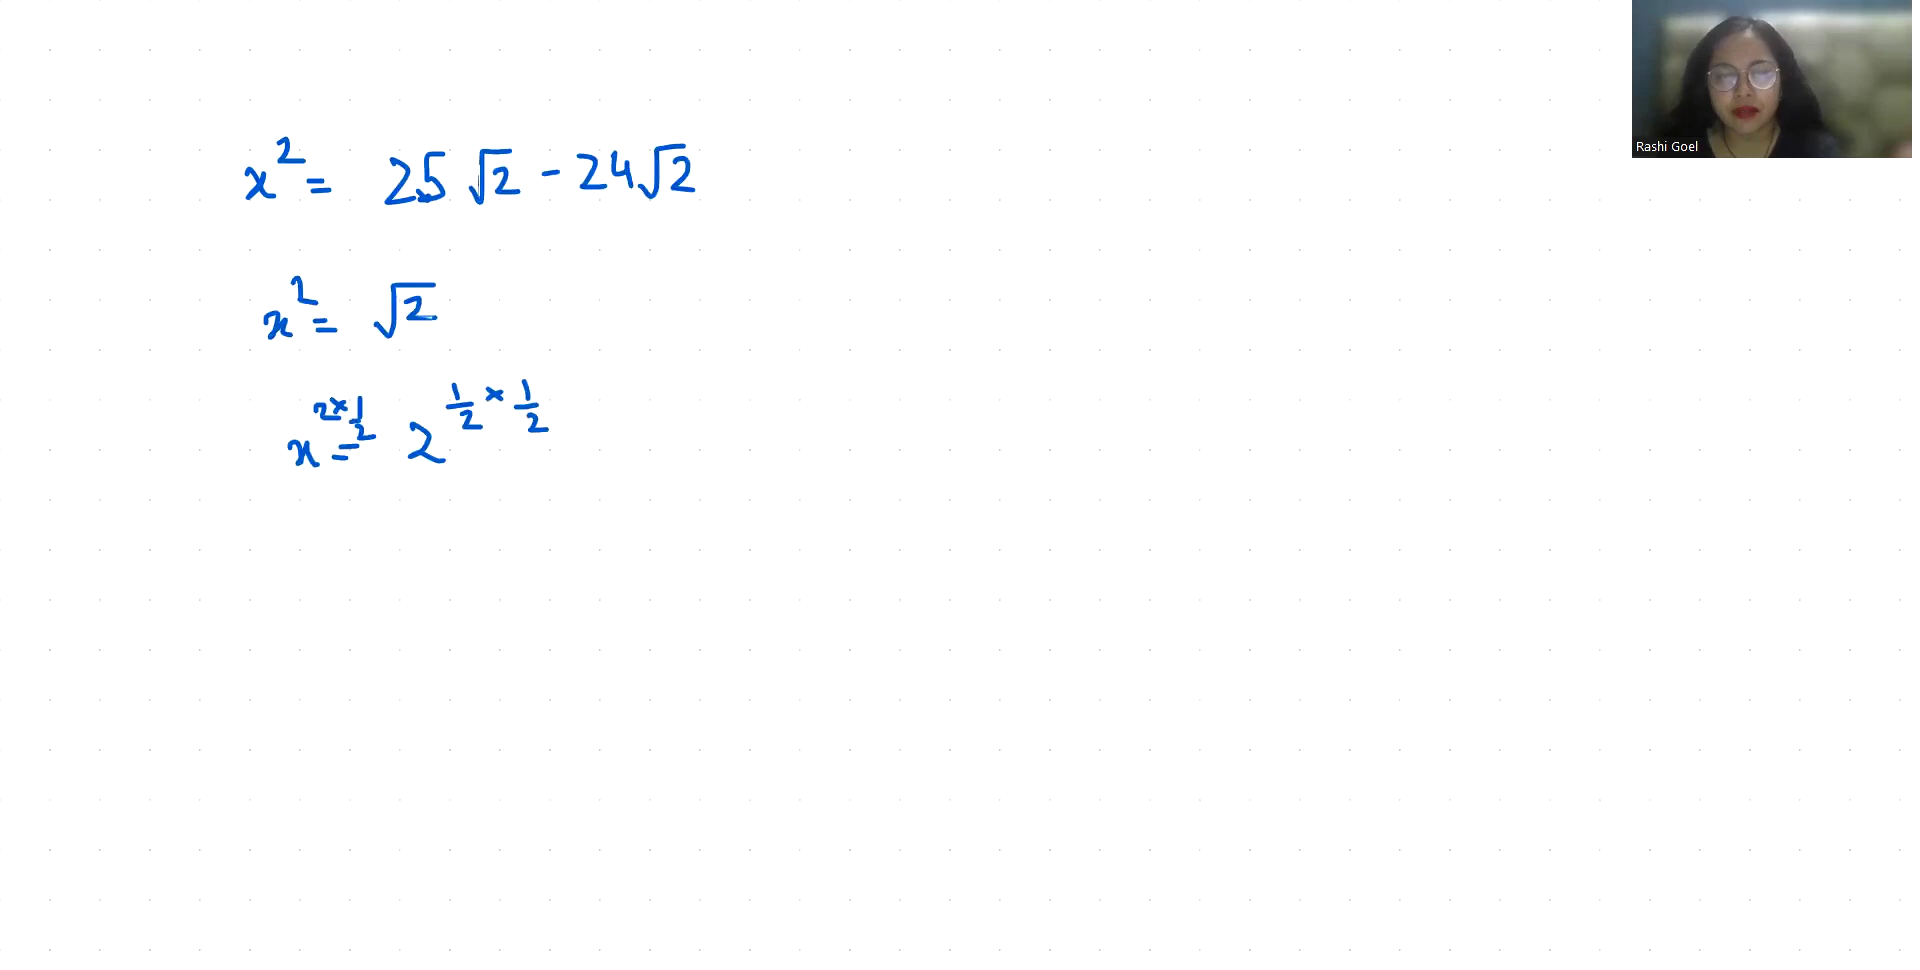 x² = 25√2 - 24√2
x² = √2
x^(2×1/2) = 2^(1/2 × 1/2)
Rashi Goel